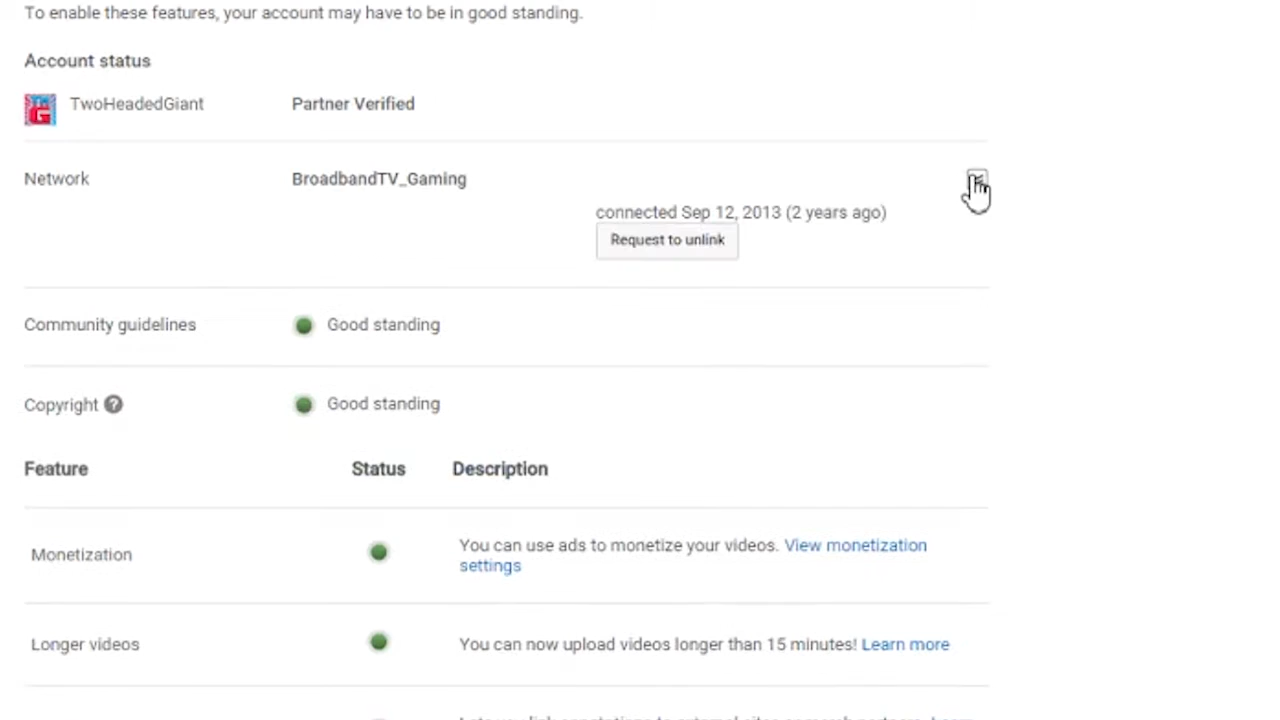 To enable these features, your account may have to be in good standing.
Account status
TwoHeadedGiant Partner Verified
Network BroadbandTV_Gaming
connected Sep 12, 2013 (2 years ago)
Request to unlink
Community guidelines Good standing
Copyright ? Good standing
Feature Status Description
Monetization You can use ads to monetize your videos. View monetization
settings
Longer videos You can now upload videos longer than 15 minutes! Learn more